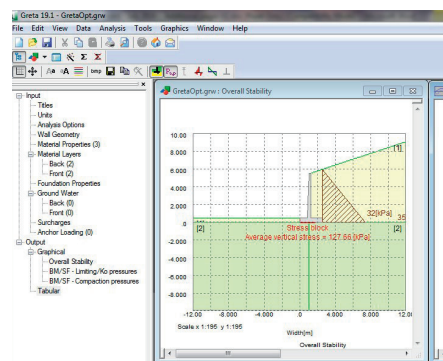 Greta 19.1 - GretaOpt.grw
File Edit View Data Analysis Tools Graphics Window Help
bmp
Input
Titles
Units
Analysis Options
Wall Geometry
Material Properties (3)
Material Layers
Back (2)
Front (2)
Foundation Properties
Ground Water
Back (0)
Front (0)
Surcharges
Anchor Loading (0)
Output
Graphical
Overall Stability
BM/SF - Limiting/Ko pressures
BM/SF - Compaction pressures
Tabular
GretaOpt.grw : Overall Stability
10.000
8.000
6.000
4.000
2.000
0
-2.000
-4.000
-6.000
-8.000
[1]
32[kPa]
35
[2]
[2]
Stress block
Average vertical stress = 127.66[kPa]
-12.00 -8.000 -4.000 0 4.000 8.000 12.0
Scale x 1:195 y 1:195
Width[m]
Overall Stability